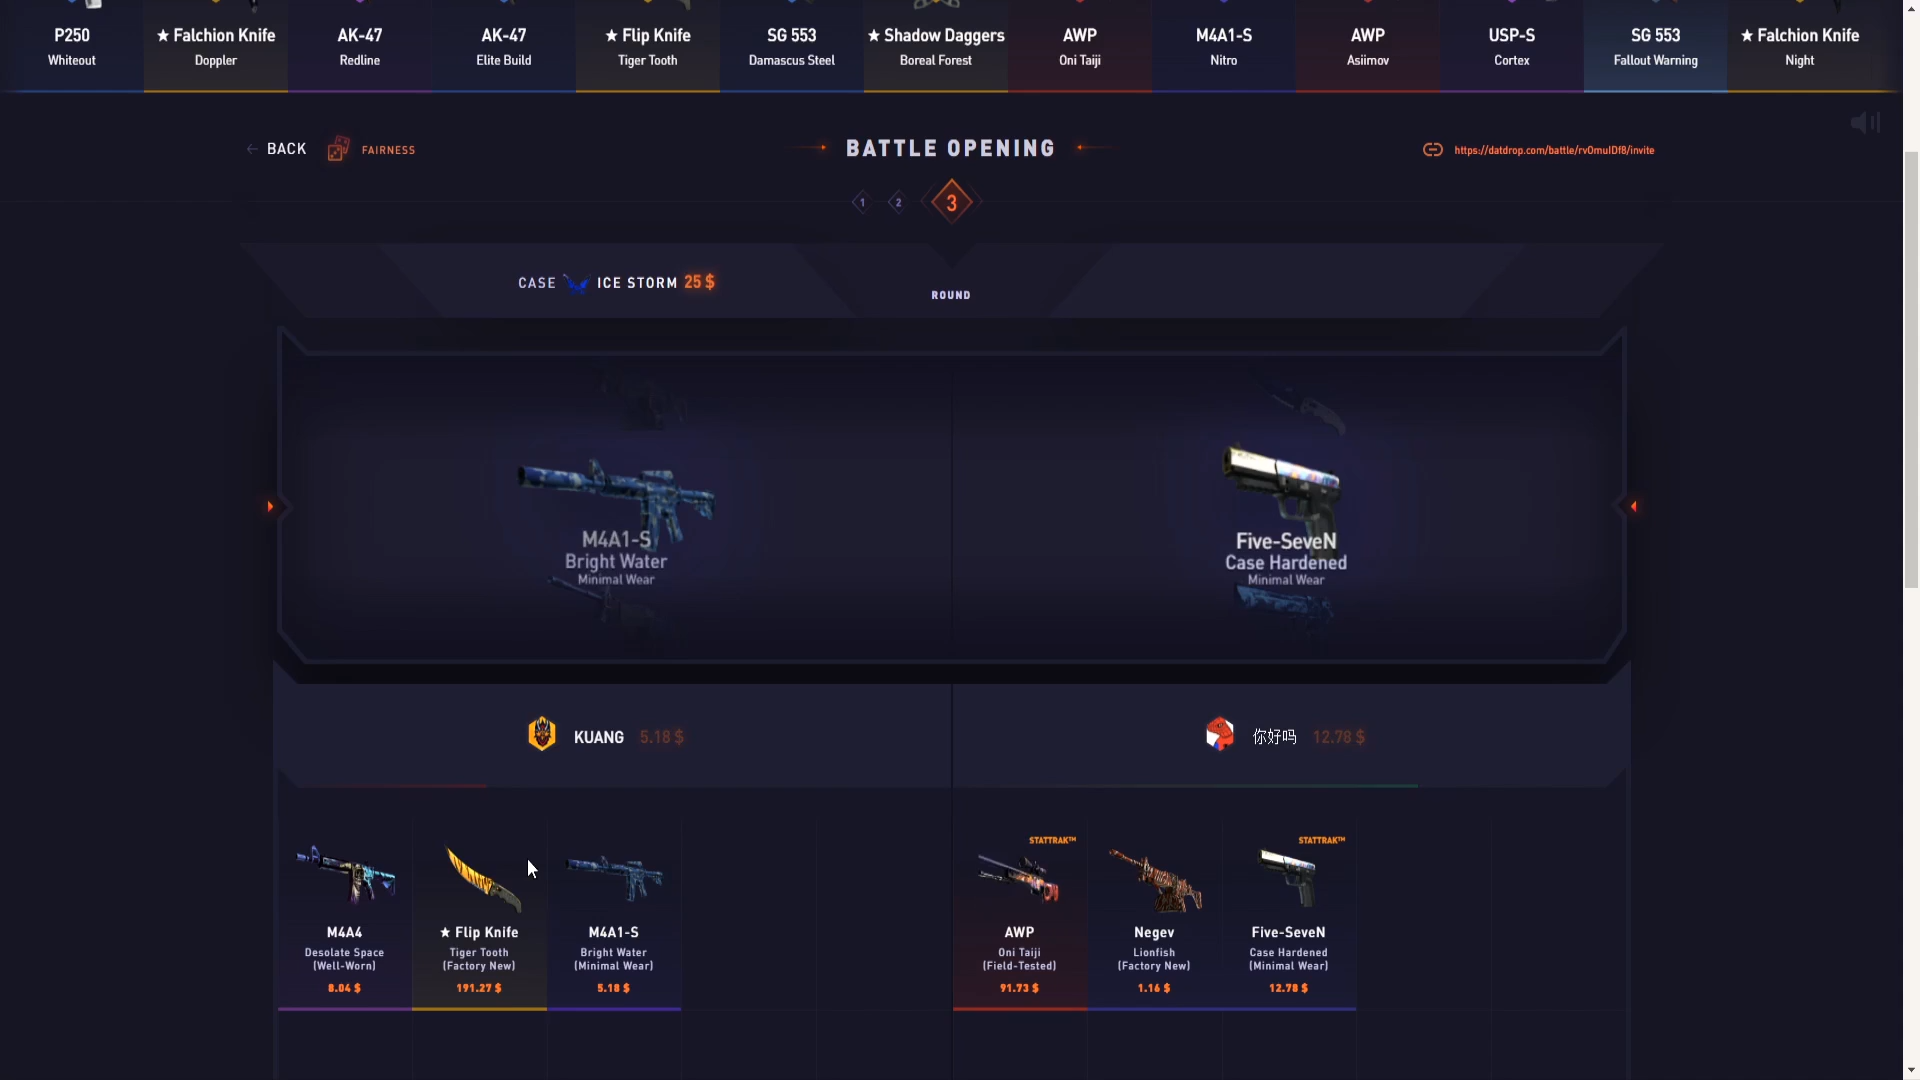 P250
Whiteout
★ Falchion Knife
Doppler
AK-47
Redline
AK-47
Elite Build
★ Flip Knife
Tiger Tooth
SG 553
Damascus Steel
★ Shadow Daggers
Boreal Forest
AWP
Oni Taiji
M4A1-S
Nitro
AWP
Asiimov
USP-S
Cortex
SG 553
Fallout Warning
★ Falchion Knife
Night
← BACK
FAIRNESS
BATTLE OPENING
https://datdrop.com/battle/rvOmuIDf8/invite
1
2
3
CASE ICE STORM 25 $
ROUND
M4A1-S
Bright Water
Minimal Wear
Five-SeveN
Case Hardened
Minimal Wear
KUANG 5.18 $
你好吗 12.78 $
M4A4
Desolate Space
(Well-Worn)
8.04 $
★ Flip Knife
Tiger Tooth
(Factory New)
191.27 $
M4A1-S
Bright Water
(Minimal Wear)
5.18 $
STATTRAK™
AWP
Oni Taiji
(Field-Tested)
91.73 $
Negev
Lionfish
(Factory New)
1.16 $
STATTRAK™
Five-SeveN
Case Hardened
(Minimal Wear)
12.78 $